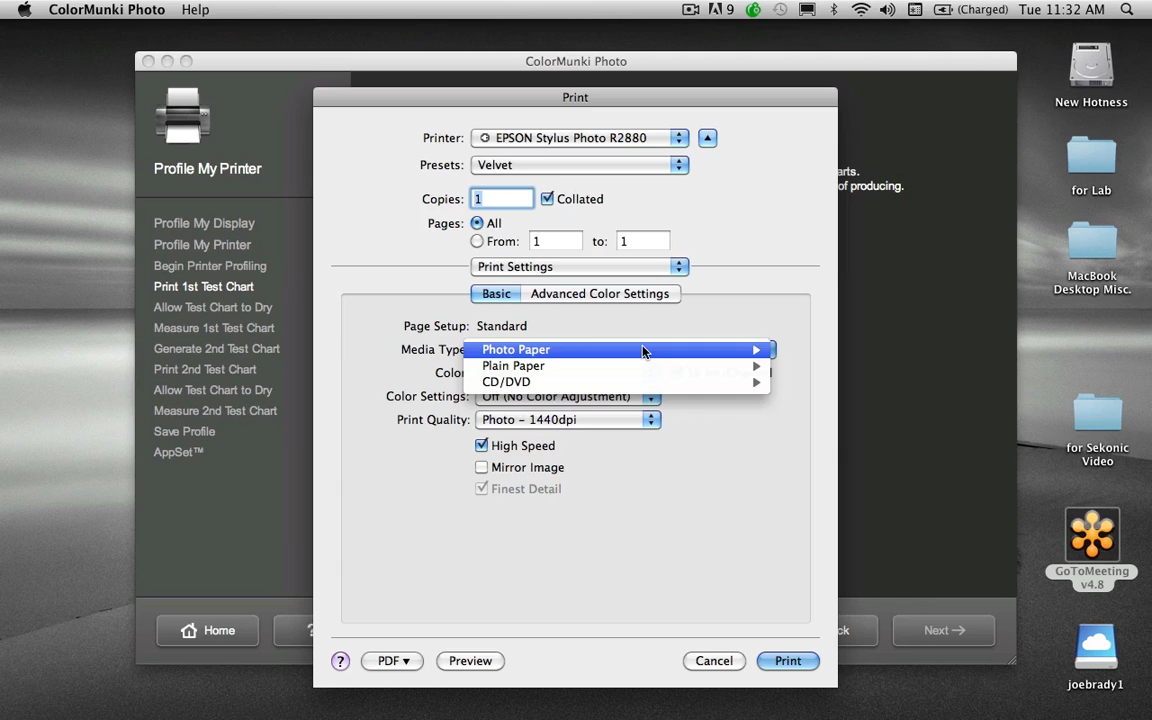 ColorMunki Photo Help 9 (Charged) Tue 11:32 AM
ColorMunki Photo
New Hotness
for Lab
MacBook
Desktop Misc.
for Sekonic
Video
GoToMeeting
v4.8
joebrady1
Profile My Printer
Profile My Display
Profile My Printer
Begin Printer Profiling
Print 1st Test Chart
Allow Test Chart to Dry
Measure 1st Test Chart
Generate 2nd Test Chart
Print 2nd Test Chart
Allow Test Chart to Dry
Measure 2nd Test Chart
Save Profile
AppSet™
Home
?
arts.
of producing.
ck
Next
Print
Printer: EPSON Stylus Photo R2880
Presets: Velvet
Copies: 1 Collated
Pages: All
From: 1 to: 1
Print Settings
Basic Advanced Color Settings
Page Setup: Standard
Media Type
Photo Paper
Plain Paper
CD/DVD
Color
Color Settings: Off (No Color Adjustment)
Print Quality: Photo - 1440dpi
High Speed
Mirror Image
Finest Detail
? PDF Preview Cancel Print